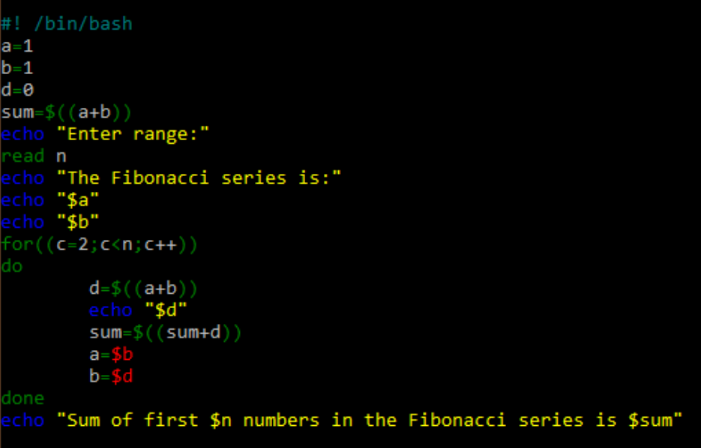 #! /bin/bash
a=1
b=1
d=0
sum=$((a+b))
echo "Enter range:"
read n
echo "The Fibonacci series is:"
echo "$a"
echo "$b"
for((c=2;c<n;c++))
do
d=$((a+b))
echo "$d"
sum=$((sum+d))
a=$b
b=$d
done
echo "Sum of first $n numbers in the Fibonacci series is $sum"